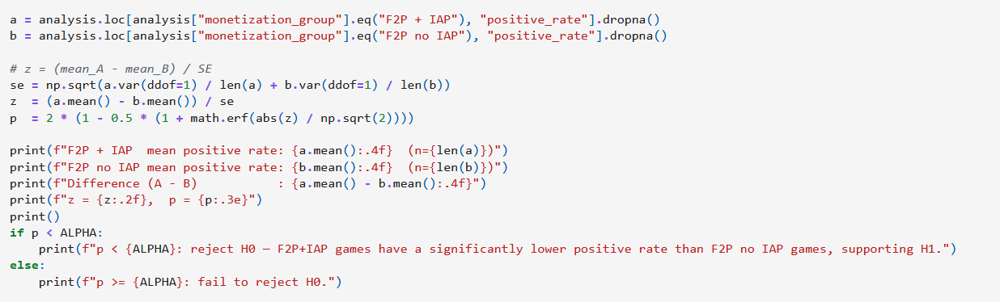 a = analysis.loc[analysis["monetization_group"].eq("F2P + IAP"), "positive_rate"].dropna()
b = analysis.loc[analysis["monetization_group"].eq("F2P no IAP"), "positive_rate"].dropna()

# z = (mean_A - mean_B) / SE
se = np.sqrt(a.var(ddof=1) / len(a) + b.var(ddof=1) / len(b))
z  = (a.mean() - b.mean()) / se
p  = 2 * (1 - 0.5 * (1 + math.erf(abs(z) / np.sqrt(2))))

print(f"F2P + IAP  mean positive rate: {a.mean():.4f}  (n={len(a)})")
print(f"F2P no IAP mean positive rate: {b.mean():.4f}  (n={len(b)})")
print(f"Difference (A - B)           : {a.mean() - b.mean():.4f}")
print(f"z = {z:.2f},  p = {p:.3e}")
print()
if p < ALPHA:
    print(f"p < {ALPHA}: reject H0 — F2P+IAP games have a significantly lower positive rate than F2P no IAP games, supporting H1.")
else:
    print(f"p >= {ALPHA}: fail to reject H0.")